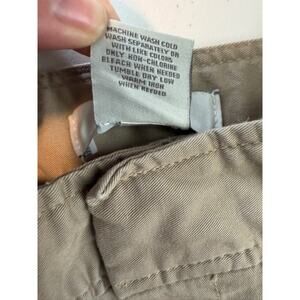 MACHINE WASH COLD
WASH SEPARATELY OR
WITH LIKE COLORS
ONLY NON-CHLORINE
BLEACH WHEN NEEDED
TUMBLE DRY LOW
WARM IRON
WHEN NEEDED